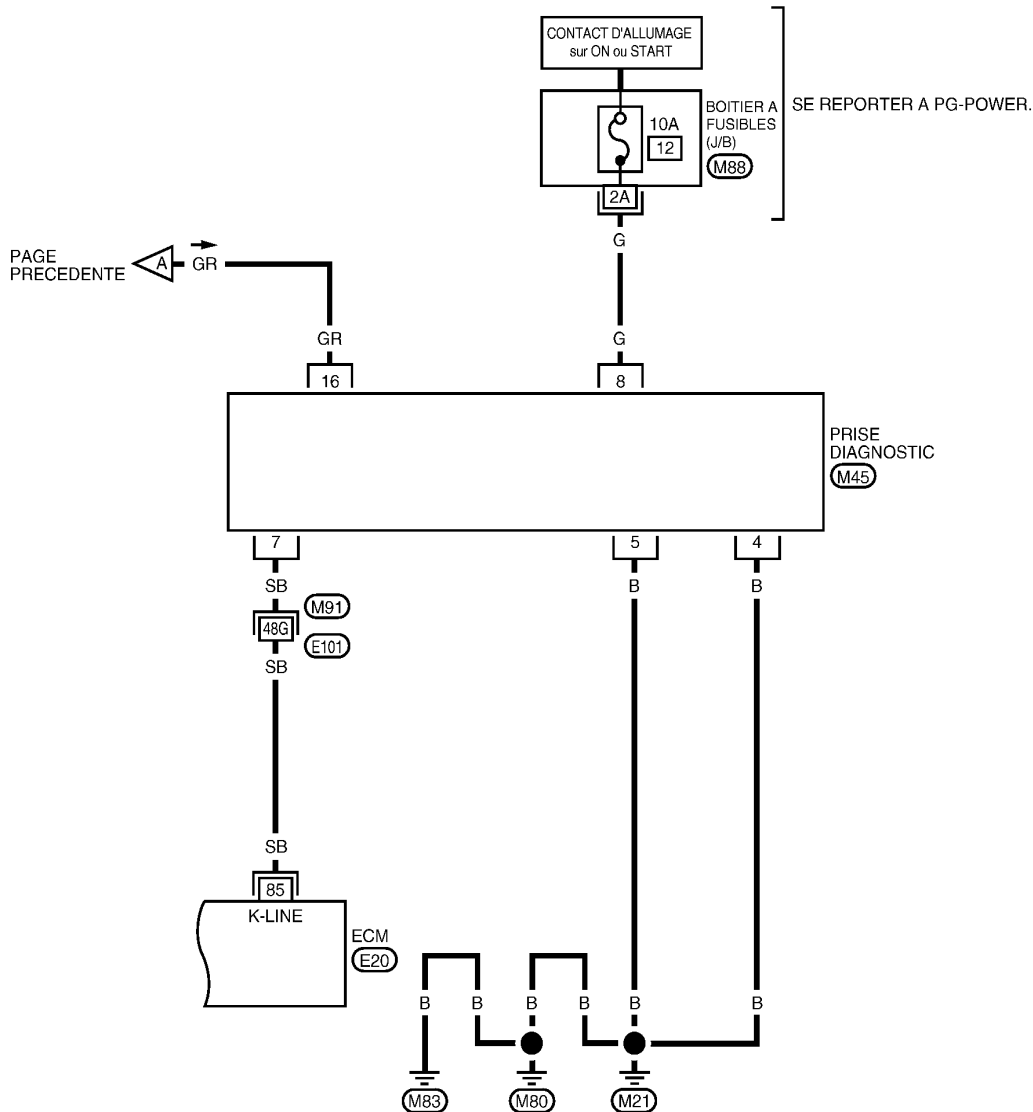 CONTACT D'ALLUMAGE
sur ON ou START
SE REPORTER A PG-POWER.
BOITIER A
FUSIBLES
(J/B)
M88
10A
12
2A
G
PAGE
PRECEDENTE
A
GR
GR
G
16
8
PRISE
DIAGNOSTIC
M45
7
5
4
SB
B
B
M91
48G
E101
SB
SB
85
K-LINE
ECM
E20
B
B
B
B
B
B
M83
M80
M21